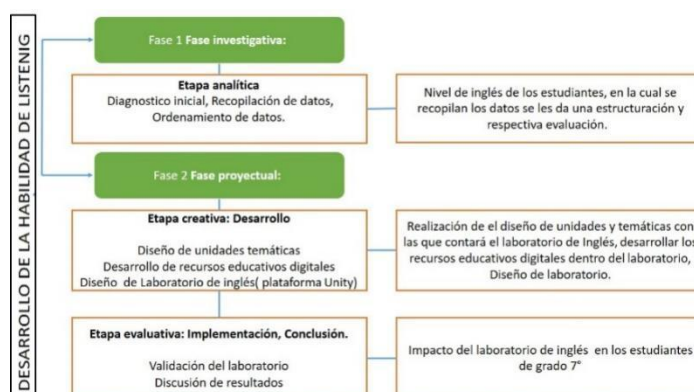 DESARROLLO DE LA HABILIDAD DE LISTENIG
Fase 1 Fase investigativa:
Etapa analítica
Diagnostico inicial, Recopilación de datos,
Ordenamiento de datos.
Nivel de inglés de los estudiantes, en la cual se
recopilan los datos se les da una estructuración y
respectiva evaluación.
Fase 2 Fase proyectual:
Etapa creativa: Desarrollo
Diseño de unidades temáticas
Desarrollo de recursos educativos digitales
Diseño de Laboratorio de inglés( plataforma Unity)
Realización de el diseño de unidades y temáticas con
las que contará el laboratorio de Inglés, desarrollar los
recursos educativos digitales dentro del laboratorio,
Diseño de laboratorio.
Etapa evaluativa: Implementación, Conclusión.
Validación del laboratorio
Discusión de resultados
Impacto del laboratorio de inglés en los estudiantes
de grado 7°